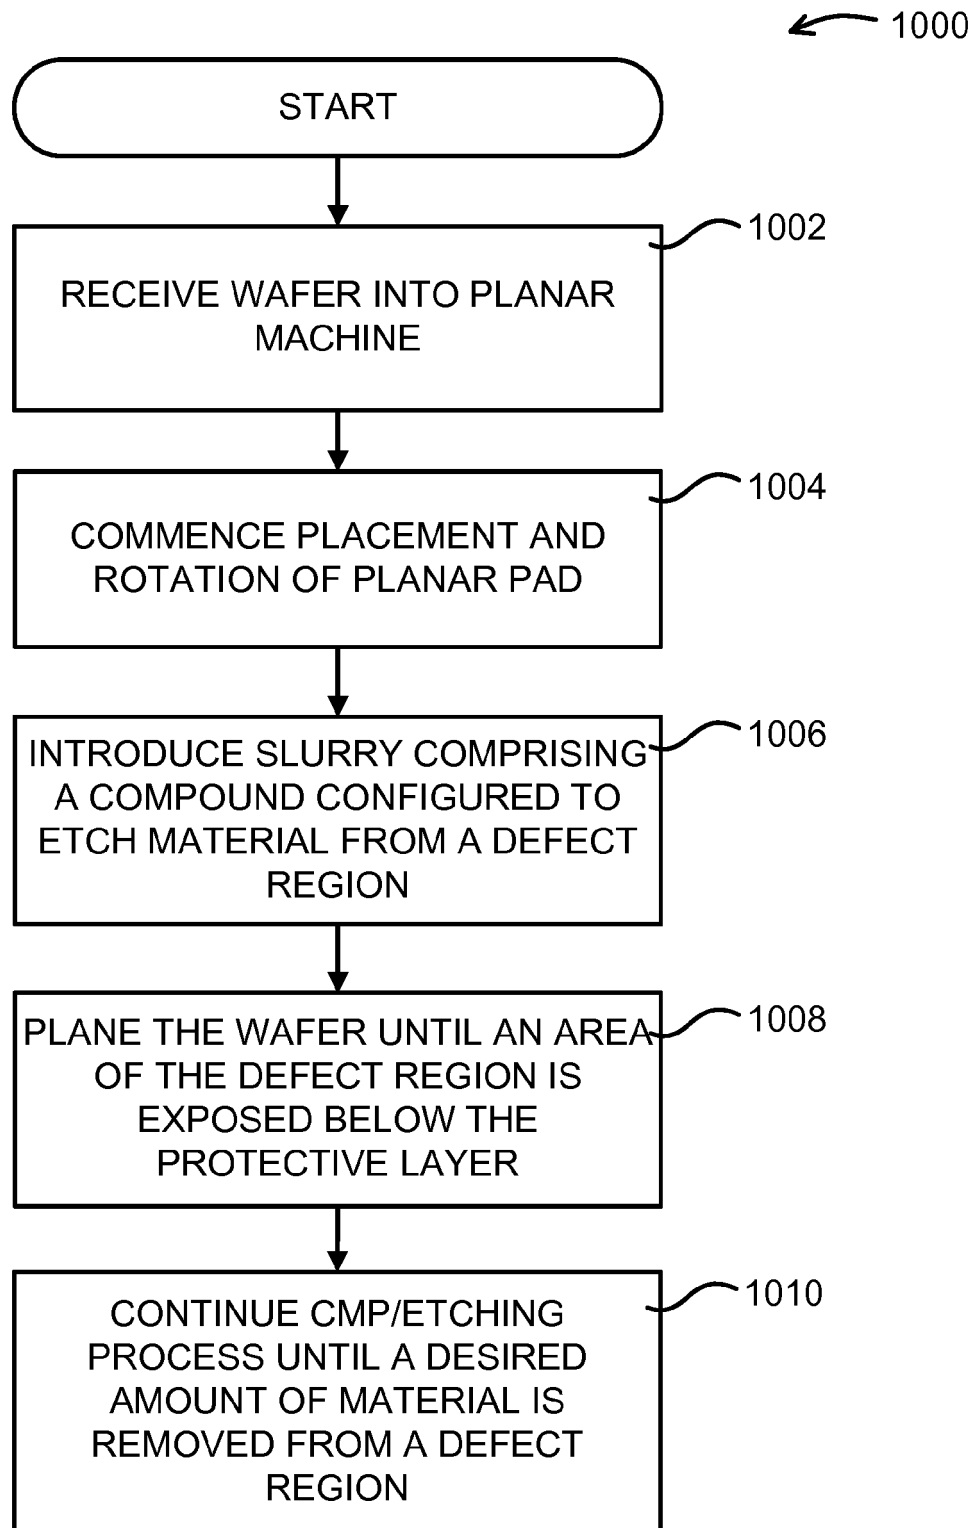 1000
START
1002
RECEIVE WAFER INTO PLANAR
MACHINE
1004
COMMENCE PLACEMENT AND
ROTATION OF PLANAR PAD
1006
INTRODUCE SLURRY COMPRISING
A COMPOUND CONFIGURED TO
ETCH MATERIAL FROM A DEFECT
REGION
1008
PLANE THE WAFER UNTIL AN AREA
OF THE DEFECT REGION IS
EXPOSED BELOW THE
PROTECTIVE LAYER
1010
CONTINUE CMP/ETCHING
PROCESS UNTIL A DESIRED
AMOUNT OF MATERIAL IS
REMOVED FROM A DEFECT
REGION